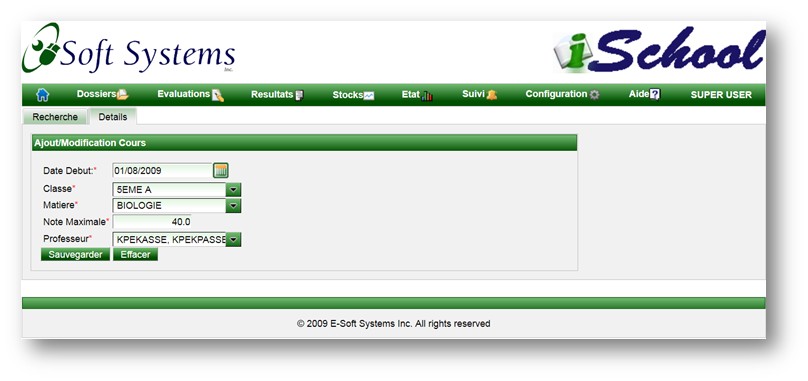 Soft Systems
Inc.
iSchool
Dossiers Evaluations Resultats Stocks Etat Suivi Configuration Aide SUPER USER
Recherche Details
Ajout/Modification Cours
Date Debut:* 01/08/2009
Classe* 5EME A
Matiere* BIOLOGIE
Note Maximale* 40.0
Professeur* KPEKASSE, KPEKPASSE
Sauvegarder Effacer
© 2009 E-Soft Systems Inc. All rights reserved